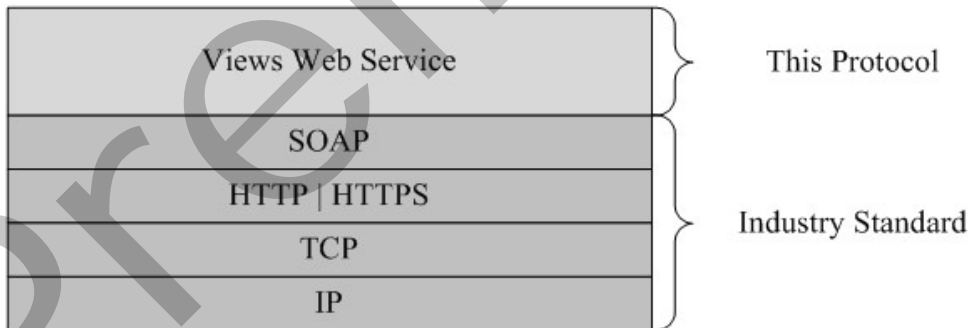 Views Web Service
This Protocol
SOAP
HTTP | HTTPS
TCP
IP
Industry Standard